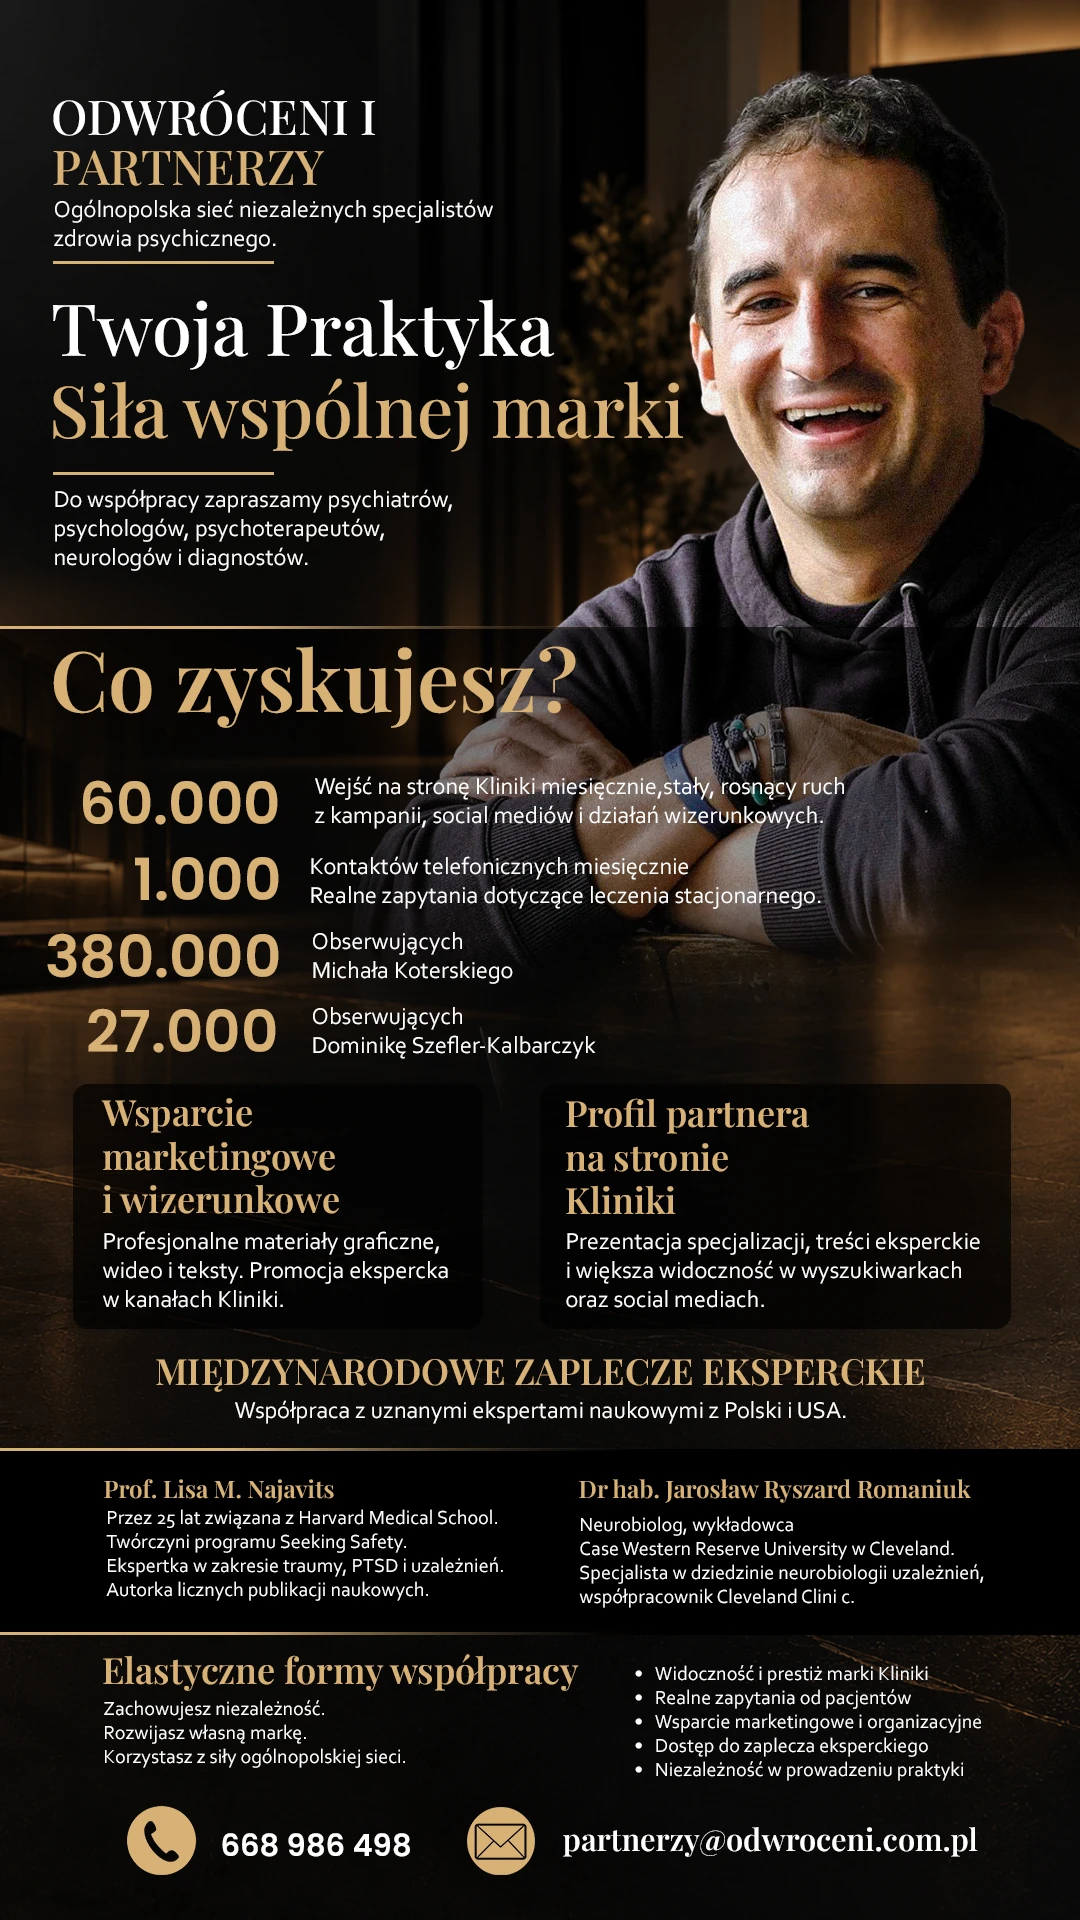 ODWRÓCENI I
PARTNERZY
Ogólnopolska sieć niezależnych specjalistów
zdrowia psychicznego.
Twoja Praktyka
Siła wspólnej marki
Do współpracy zapraszamy psychiatrów,
psychologów, psychoterapeutów,
neurologów i diagnostów.
Co zyskujesz?
60.000
Wejść na stronę Kliniki miesięcznie,stały, rosnący ruch
z kampanii, social mediów i działań wizerunkowych.
1.000
Kontaktów telefonicznych miesięcznie
Realne zapytania dotyczące leczenia stacjonarnego.
380.000
Obserwujących
Michała Koterskiego
27.000
Obserwujących
Dominikę Szefler-Kalbarczyk
Wsparcie
marketingowe
i wizerunkowe
Profesjonalne materiały graficzne,
wideo i teksty. Promocja ekspercka
w kanałach Kliniki.
Profil partnera
na stronie
Kliniki
Prezentacja specjalizacji, treści eksperckie
i większa widoczność w wyszukiwarkach
oraz social mediach.
MIĘDZYNARODOWE ZAPLECZE EKSPERCKIE
Współpraca z uznanymi ekspertami naukowymi z Polski i USA.
Prof. Lisa M. Najavits
Przez 25 lat związana z Harvard Medical School.
Twórczyni programu Seeking Safety.
Ekspertka w zakresie traumy, PTSD i uzależnień.
Autorka licznych publikacji naukowych.
Dr hab. Jarosław Ryszard Romaniuk
Neurobiolog, wykładowca
Case Western Reserve University w Cleveland.
Specjalista w dziedzinie neurobiologii uzależnień,
współpracownik Cleveland Clini c.
Elastyczne formy współpracy
Zachowujesz niezależność.
Rozwijasz własną markę.
Korzystasz z siły ogólnopolskiej sieci.
• Widoczność i prestiż marki Kliniki
• Realne zapytania od pacjentów
• Wsparcie marketingowe i organizacyjne
• Dostęp do zaplecza eksperckiego
• Niezależność w prowadzeniu praktyki
668 986 498
partnerzy@odwroceni.com.pl